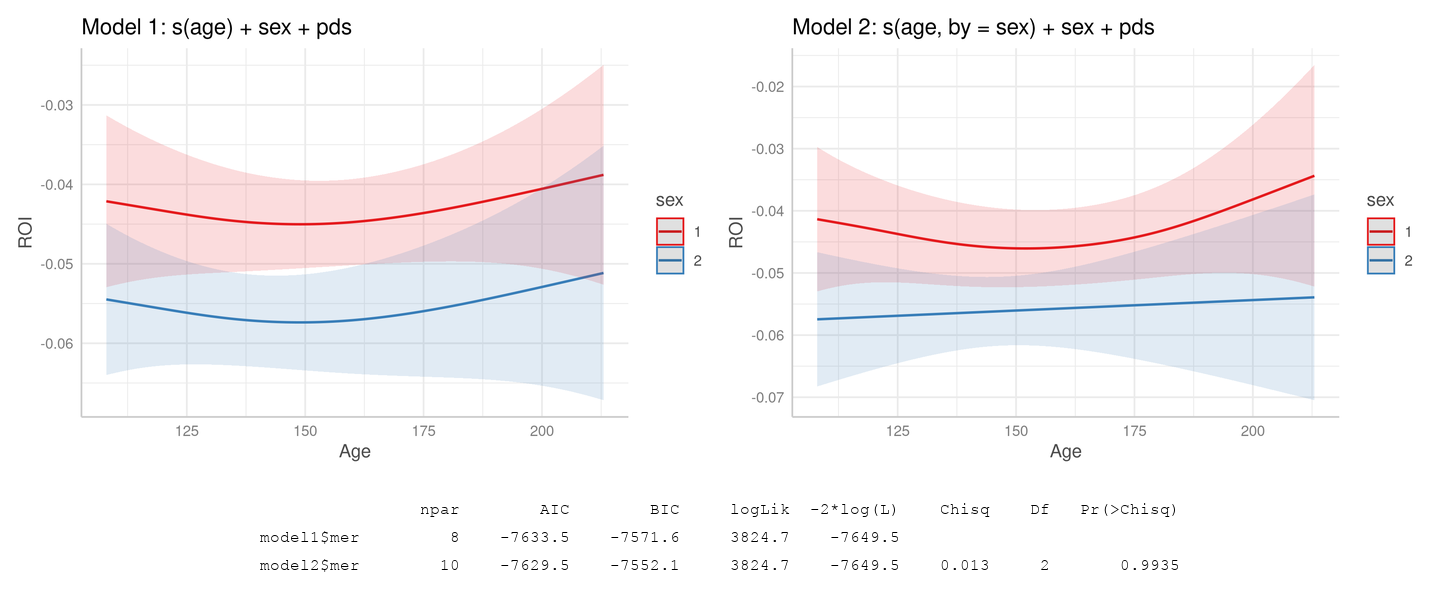 Model 1: s(age) + sex + pds
-0.03
-0.04
-0.05
-0.06
ROI
125 150 175 200
Age
sex
1
2
Model 2: s(age, by = sex) + sex + pds
-0.02
-0.03
-0.04
-0.05
-0.06
-0.07
ROI
125 150 175 200
Age
sex
1
2
npar AIC BIC logLik -2*log(L) Chisq Df Pr(>Chisq)
model1$mer 8 -7633.5 -7571.6 3824.7 -7649.5
model2$mer 10 -7629.5 -7552.1 3824.7 -7649.5 0.013 2 0.9935